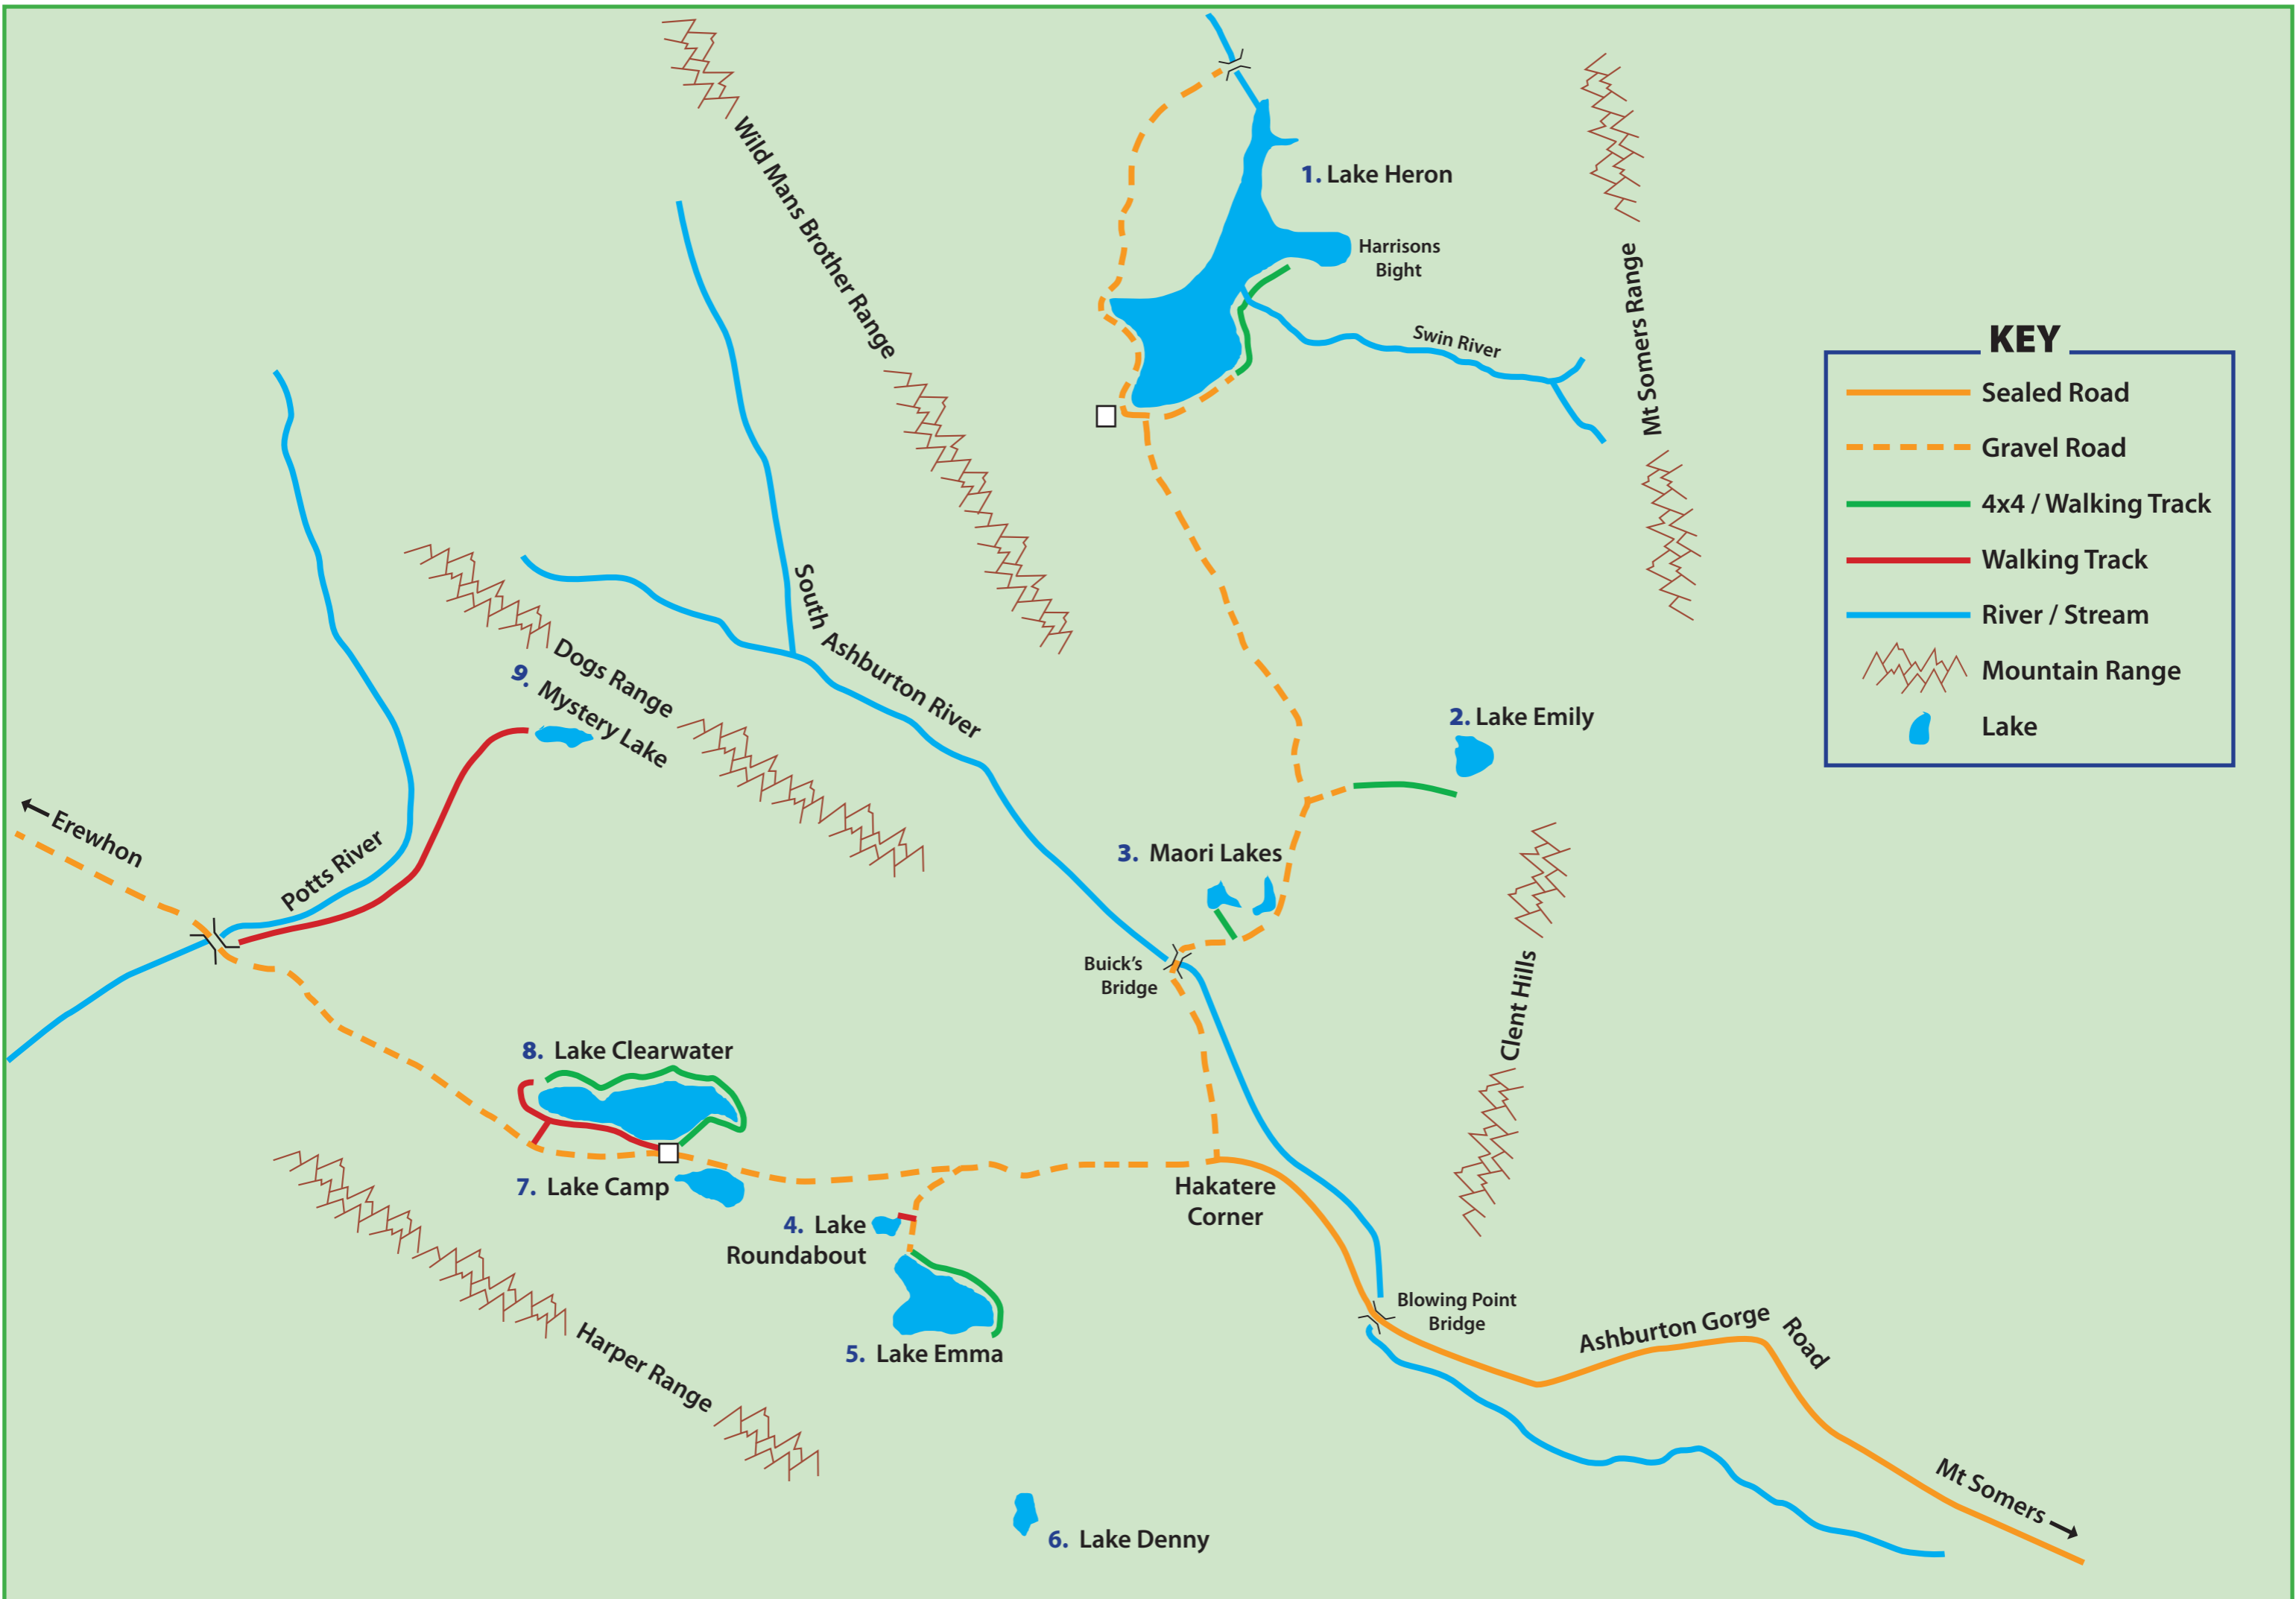 Wild Mans Brother Range
1. Lake Heron
Harrisons
Bight
Swin River
Mt Somers Range
KEY
Sealed Road
Gravel Road
4x4 / Walking Track
Walking Track
River / Stream
Mountain Range
Lake
South Ashburton River
Dogs Range
9. Mystery Lake
2. Lake Emily
Erewhon
Potts River
3. Maori Lakes
Buick's
Bridge
Clent Hills
8. Lake Clearwater
7. Lake Camp
Hakatere
Corner
4. Lake
Roundabout
Blowing Point
Bridge
Ashburton Gorge Road
5. Lake Emma
Harper Range
Mt Somers
6. Lake Denny